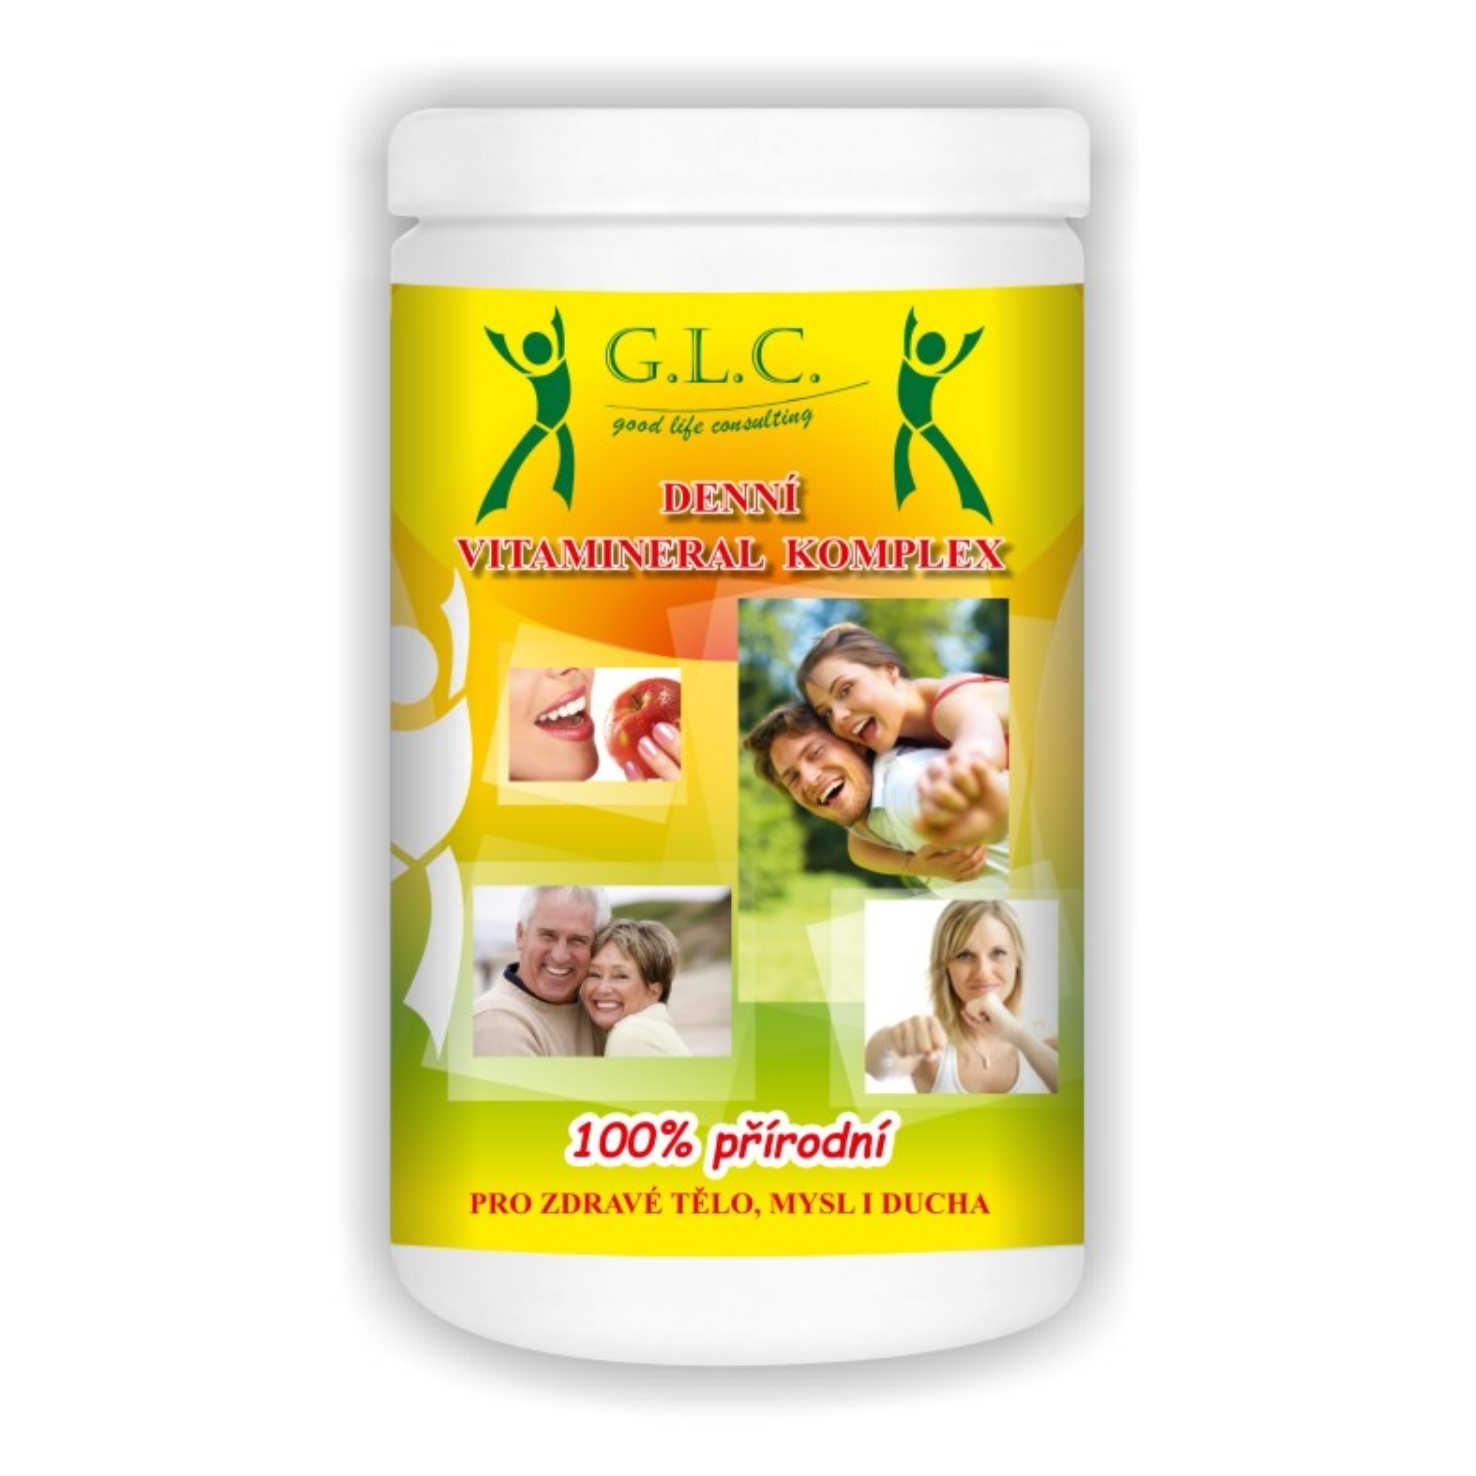 G.L.C.
good life consulting
DENNÍ
VITAMINERAL KOMPLEX
100% přírodní
PRO ZDRAVÉ TĚLO, MYSL I DUCHA